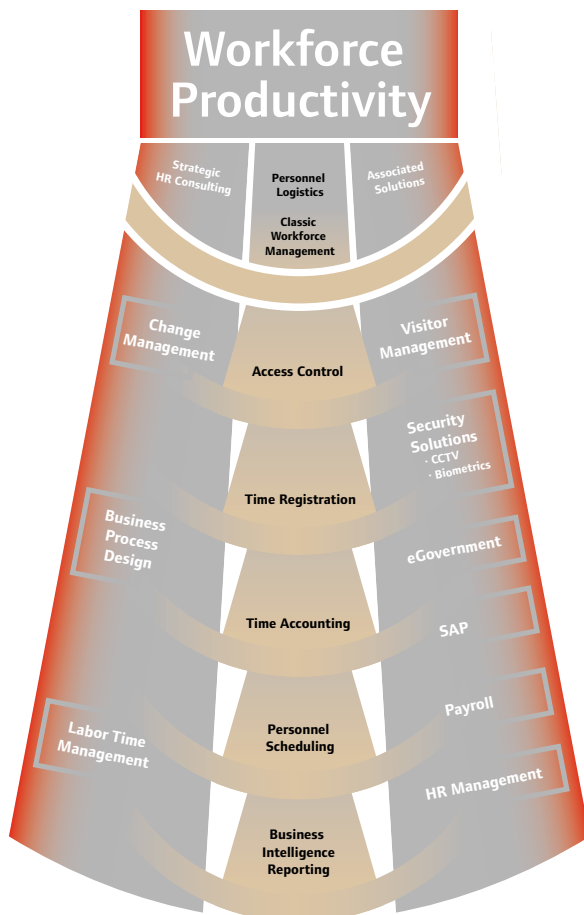 Workforce
Productivity
Strategic
HR Consulting
Personnel
Logistics
Classic
Workforce
Management
Associated
Solutions
Change
Management
Access Control
Visitor
Management
Security
Solutions
· CCTV
· Biometrics
Time Registration
Business
Process
Design
eGovernment
Time Accounting
SAP
Payroll
Labor Time
Management
Personnel
Scheduling
HR Management
Business
Intelligence
Reporting